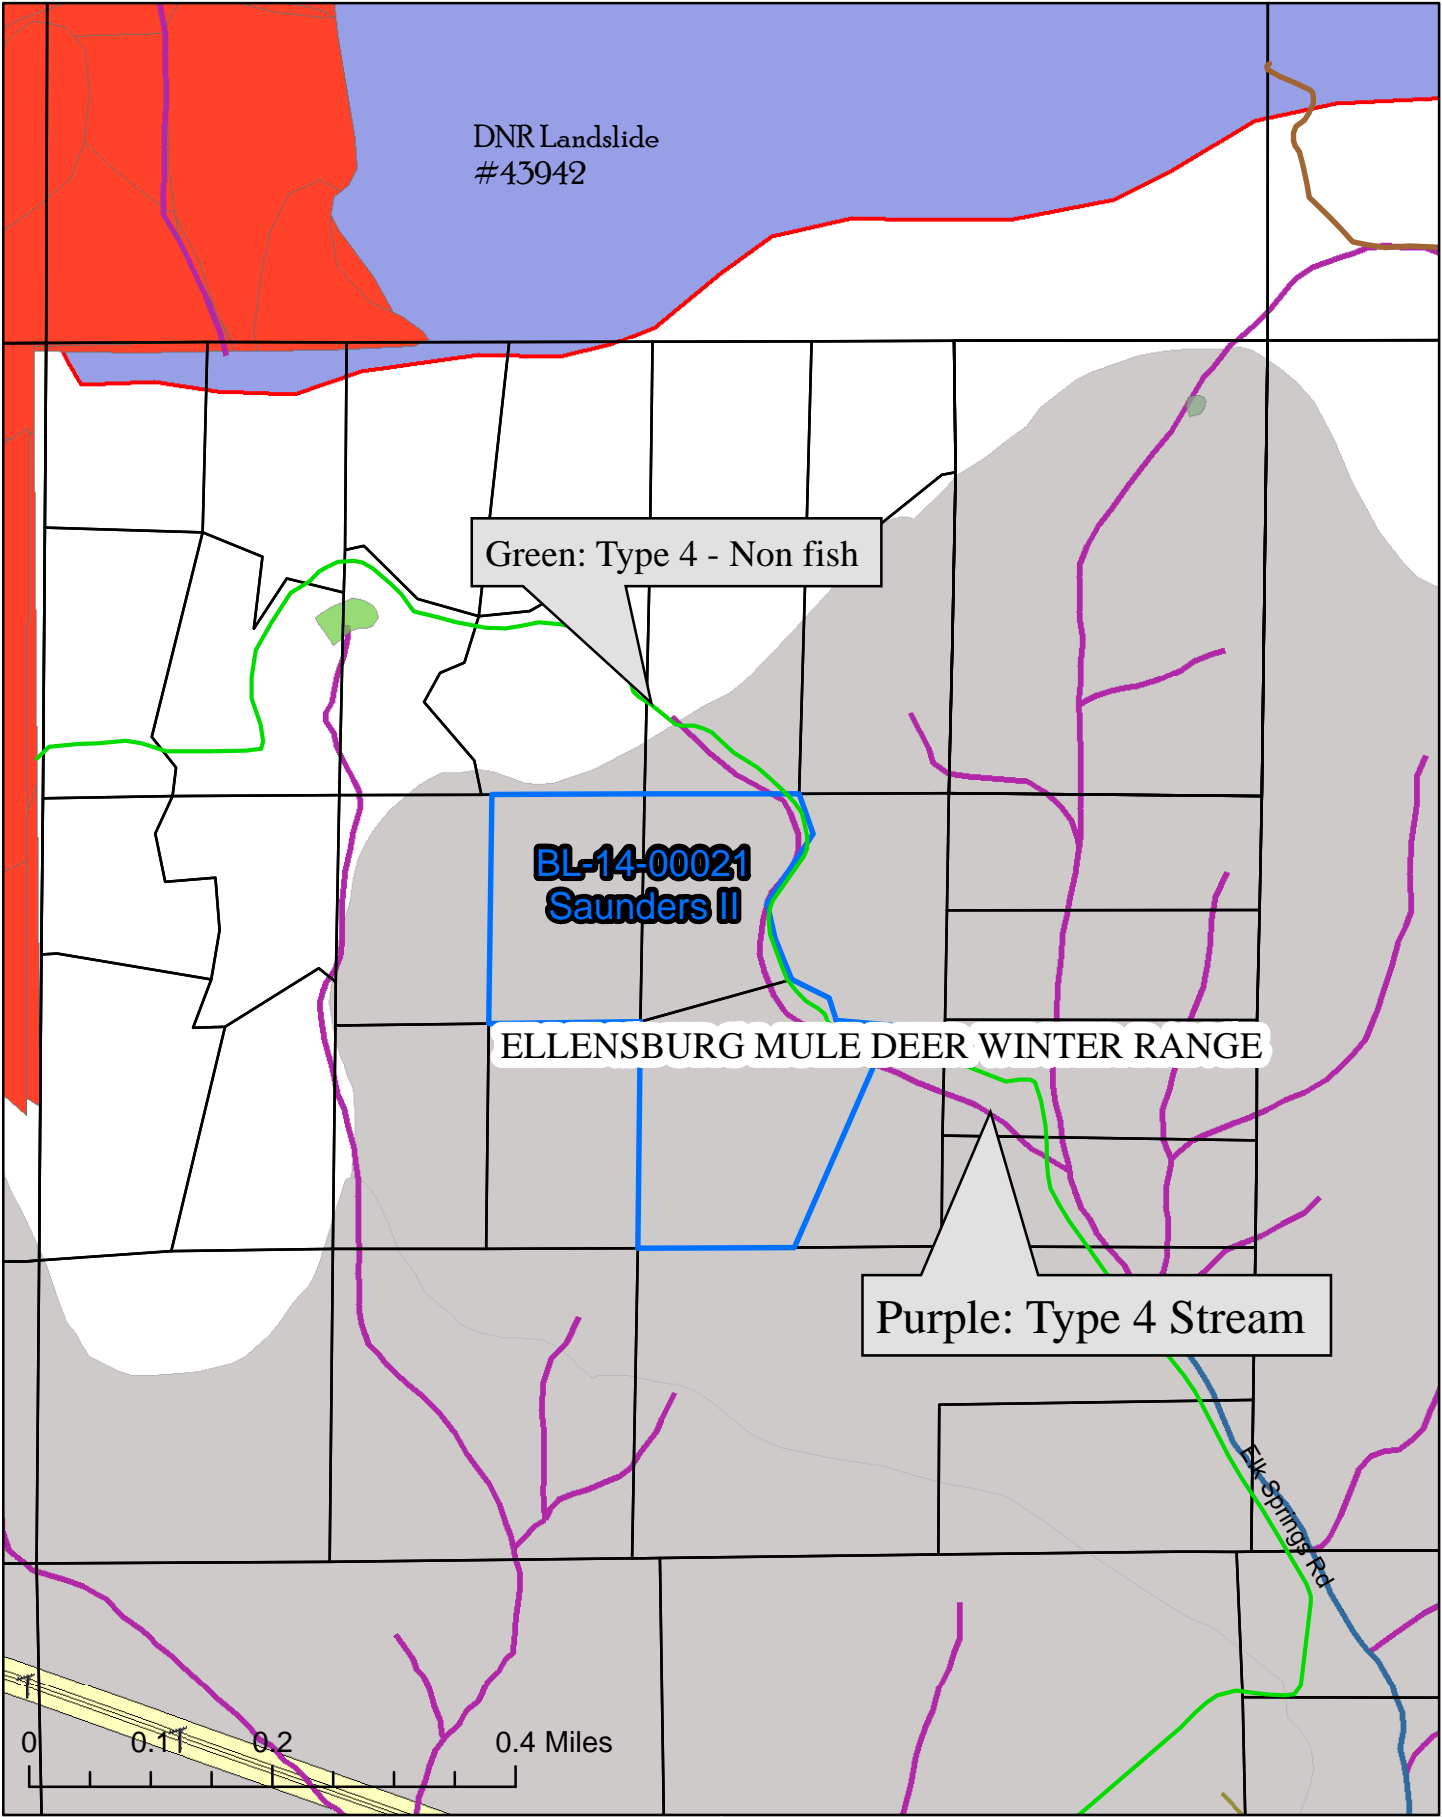 DNR Landslide
#43942
Green: Type 4 - Non fish
BL-14-00021
Saunders II
ELLENSBURG MULE DEER WINTER RANGE
Purple: Type 4 Stream
Elk Springs Rd
0 0.1 0.2 0.4 Miles